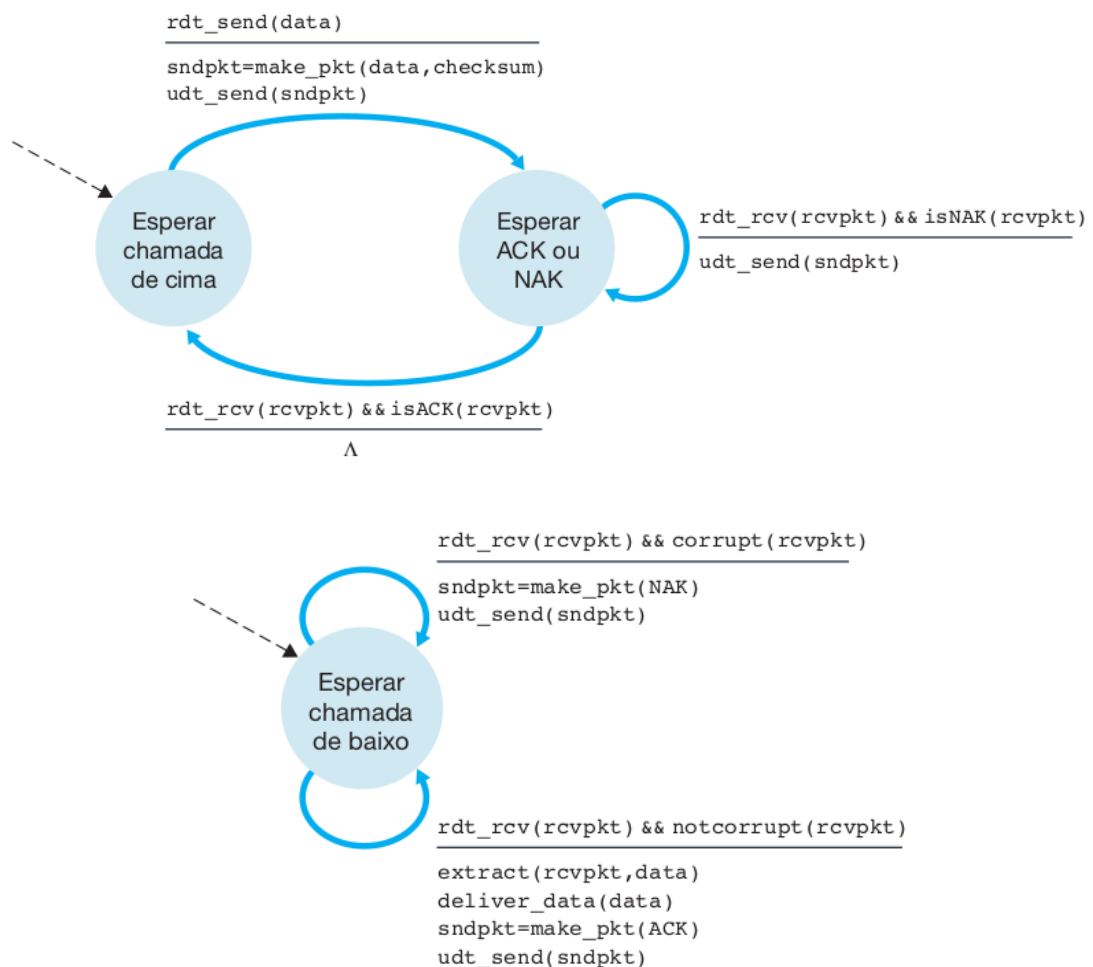 rdt_send(data)
sndpkt=make_pkt(data,checksum)
udt_send(sndpkt)
Esperar
chamada
de cima
Esperar
ACK ou
NAK
rdt_rcv(rcvpkt) && isNAK(rcvpkt)
udt_send(sndpkt)
rdt_rcv(rcvpkt) && isACK(rcvpkt)
Λ
rdt_rcv(rcvpkt) && corrupt(rcvpkt)
sndpkt=make_pkt(NAK)
udt_send(sndpkt)
Esperar
chamada
de baixo
rdt_rcv(rcvpkt) && notcorrupt(rcvpkt)
extract(rcvpkt,data)
deliver_data(data)
sndpkt=make_pkt(ACK)
udt_send(sndpkt)